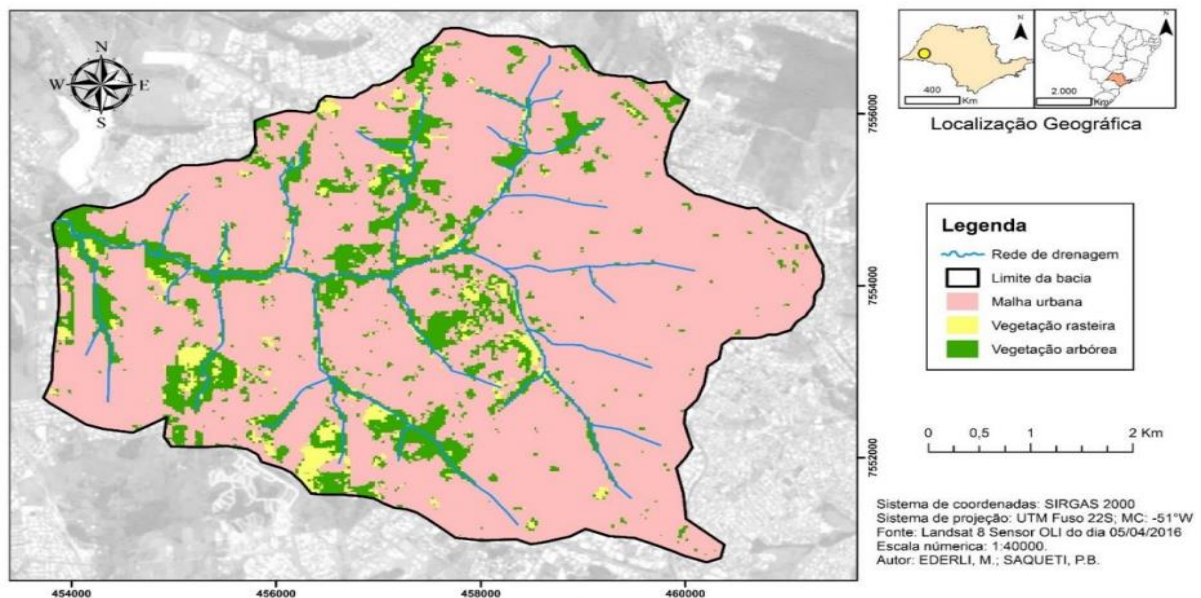 N
W
E
S
7556000
7554000
7552000
454000
456000
458000
460000
N
400
Km
N
2.000
Km
Localização Geográfica
Legenda
Rede de drenagem
Limite da bacia
Malha urbana
Vegetação rasteira
Vegetação arbórea
0 0,5 1 2 Km
Sistema de coordenadas: SIRGAS 2000
Sistema de projeção: UTM Fuso 22S; MC: -51°W
Fonte: Landsat 8 Sensor OLI do dia 05/04/2016
Escala númerica: 1:40000.
Autor: EDERLI, M.; SAQUETI, P.B.